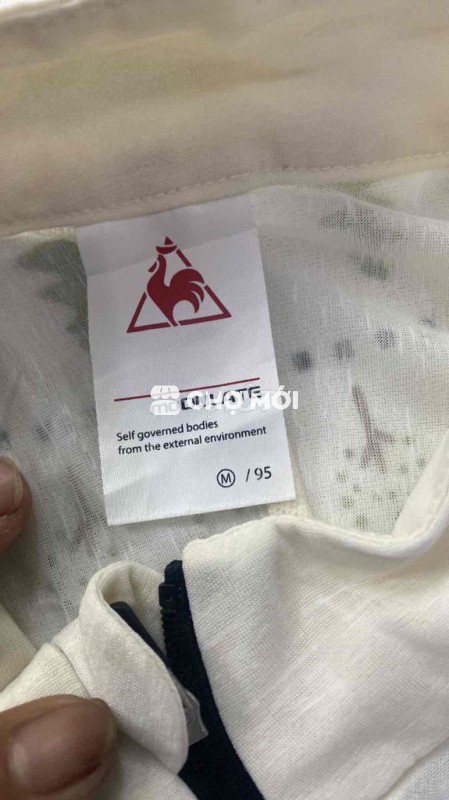 CHỢ MỚI
Self governed bodies
from the external environment
M / 95